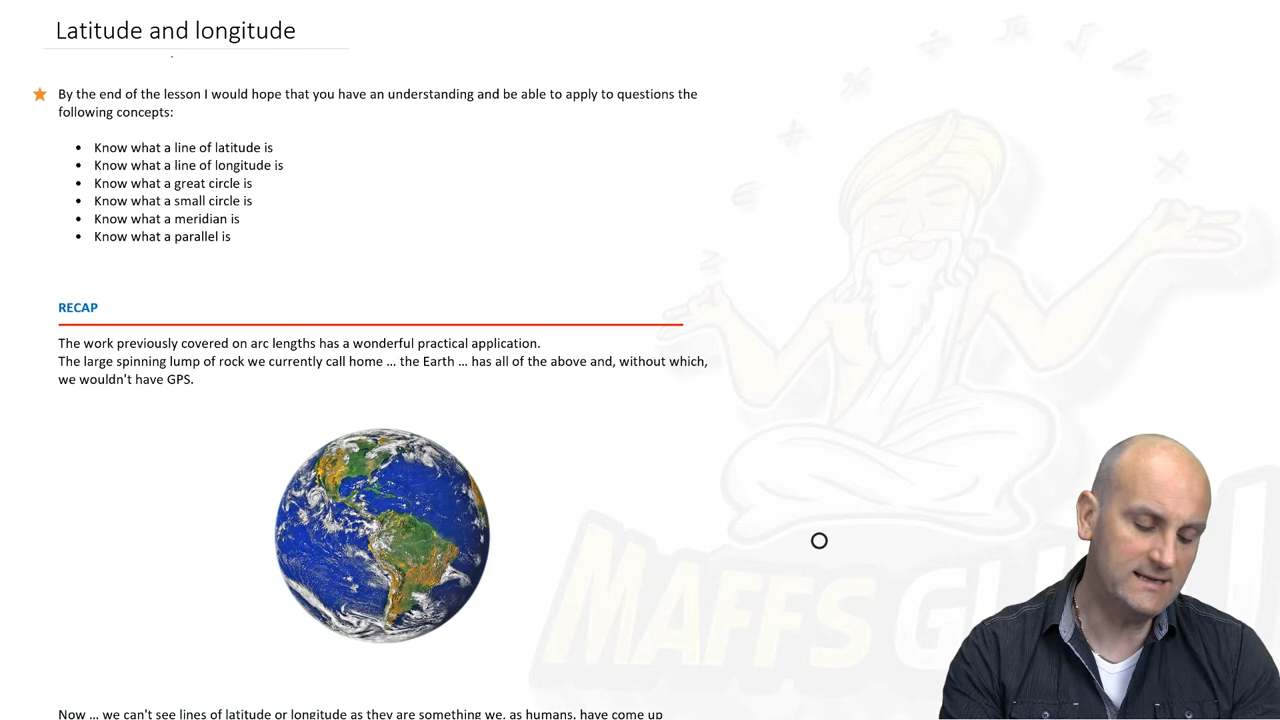 Latitude and longitude
By the end of the lesson I would hope that you have an understanding and be able to apply to questions the
following concepts:
• Know what a line of latitude is
• Know what a line of longitude is
• Know what a great circle is
• Know what a small circle is
• Know what a meridian is
• Know what a parallel is
RECAP
The work previously covered on arc lengths has a wonderful practical application.
The large spinning lump of rock we currently call home ... the Earth ... has all of the above and, without which,
we wouldn't have GPS.
MAFFS
Now ... we can't see lines of latitude or longitude as they are something we, as humans, have come up